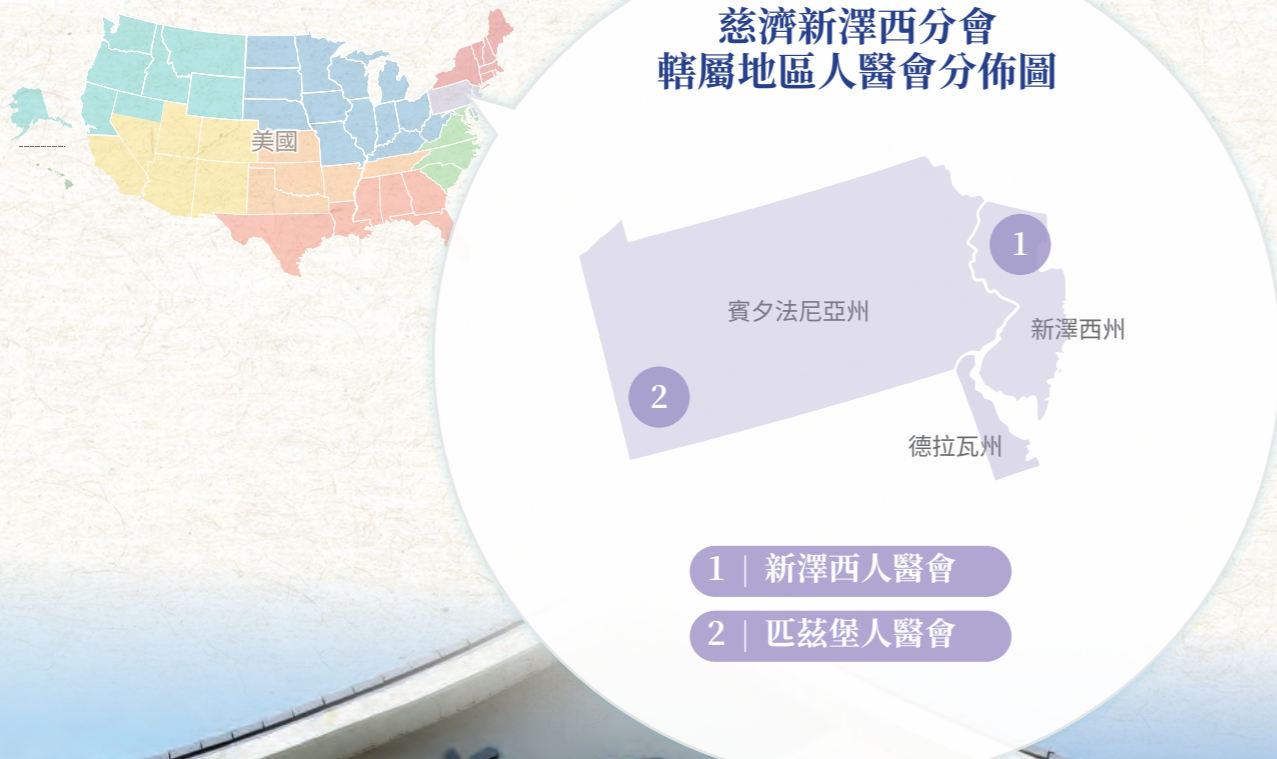 慈濟新澤西分會
轄屬地區人醫會分佈圖
美國
1
賓夕法尼亞州
新澤西州
2
德拉瓦州
1｜新澤西人醫會
2｜匹茲堡人醫會